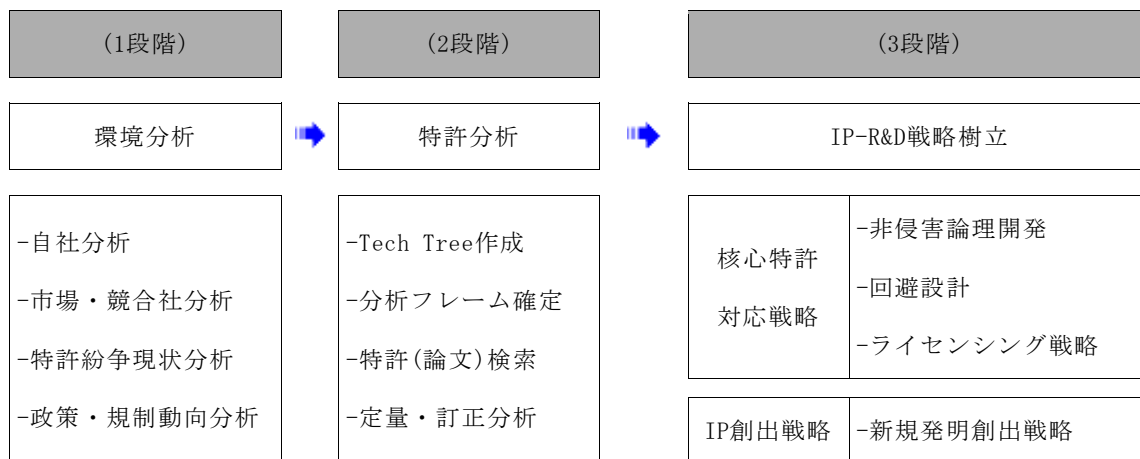 (1段階)
(2段階)
(3段階)
環境分析
特許分析
IP-R&D戦略樹立
-自社分析
-市場・競合社分析
-特許紛争現状分析
-政策・規制動向分析
-Tech Tree作成
-分析フレーム確定
-特許(論文)検索
-定量・訂正分析
核心特許
対応戦略
-非侵害論理開発
-回避設計
-ライセンシング戦略
IP創出戦略
-新規発明創出戦略